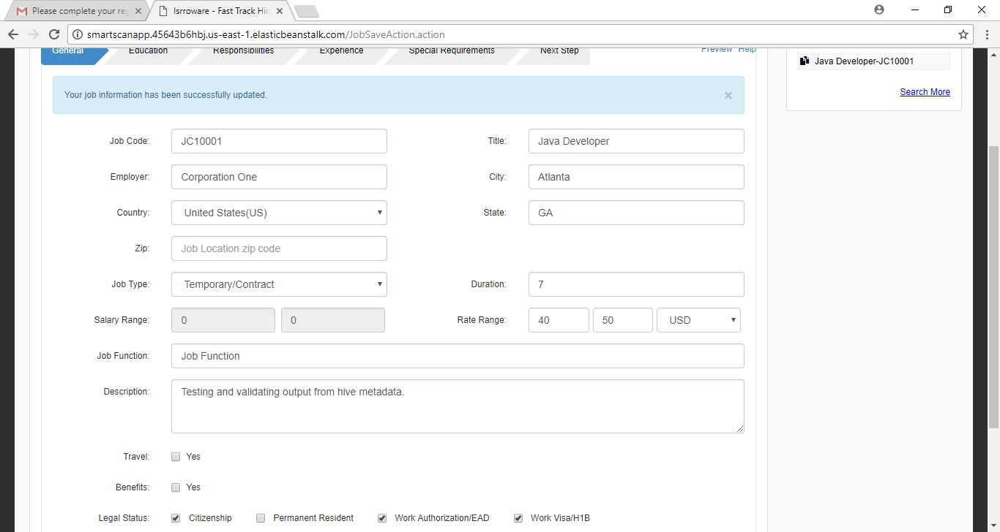 Please complete your reg
Isrroware - Fast Track Hir
smartscanapp.45643b6hbj.us-east-1.elasticbeanstalk.com/JobSaveAction.action
General Education Responsibilities Experience Special Requirements Next Step Preview Help
Java Developer-JC10001
Search More
Your job information has been successfully updated. ×
Job Code: JC10001 Title: Java Developer
Employer: Corporation One City: Atlanta
Country: United States(US) State: GA
Zip: Job Location zip code
Job Type: Temporary/Contract Duration: 7
Salary Range: 0 0 Rate Range: 40 50 USD
Job Function: Job Function
Description: Testing and validating output from hive metadata.
Travel: Yes
Benefits: Yes
Legal Status: Citizenship Permanent Resident Work Authorization/EAD Work Visa/H1B